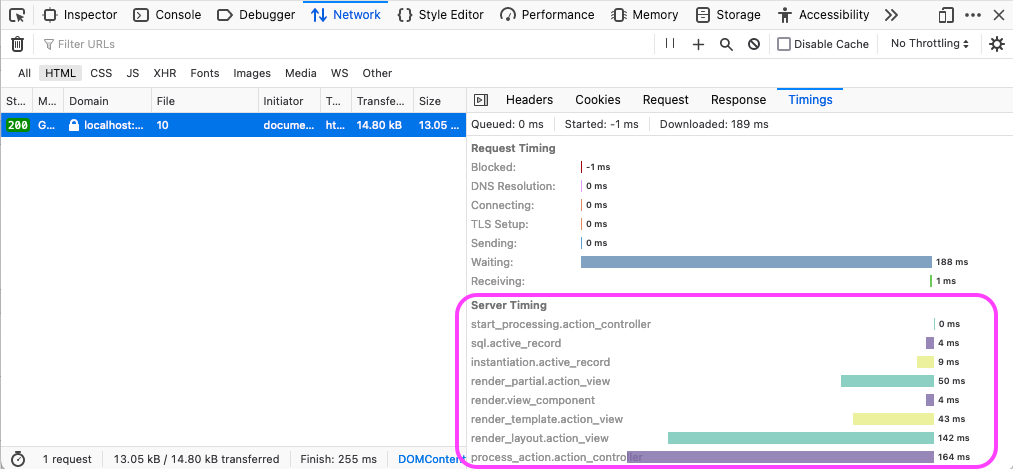 Inspector Console Debugger Network Style Editor Performance Memory Storage Accessibility
Filter URLs Disable Cache No Throttling
All HTML CSS JS XHR Fonts Images Media WS Other
St... M... Domain File Initiator T... Transfe... Size Headers Cookies Request Response Timings
200 G... localhost:... 10 docume... ht... 14.80 kB 13.05 ... Queued: 0 ms Started: -1 ms Downloaded: 189 ms
Request Timing
Blocked: -1 ms
DNS Resolution: 0 ms
Connecting: 0 ms
TLS Setup: 0 ms
Sending: 0 ms
Waiting: 188 ms
Receiving: 1 ms
Server Timing
start_processing.action_controller 0 ms
sql.active_record 4 ms
instantiation.active_record 9 ms
render_partial.action_view 50 ms
render.view_component 4 ms
render_template.action_view 43 ms
render_layout.action_view 142 ms
process_action.action_controller 164 ms
1 request 13.05 kB / 14.80 kB transferred Finish: 255 ms DOMConten